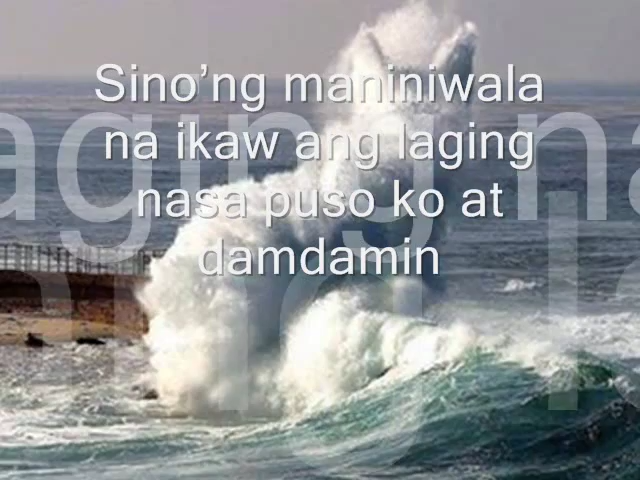 Sino’ng maniniwala
na ikaw ang laging
nasa puso ko at
damdamin